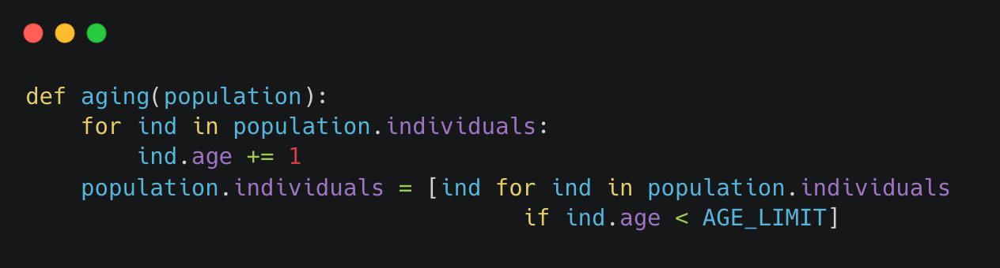 def aging(population):
    for ind in population.individuals:
        ind.age += 1
    population.individuals = [ind for ind in population.individuals
                                    if ind.age < AGE_LIMIT]